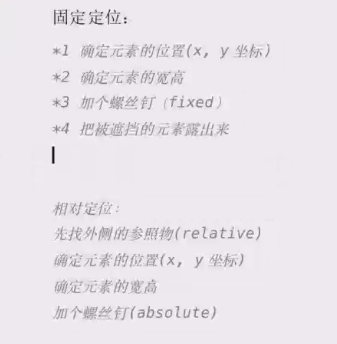 固定定位：
*1 确定元素的位置(x, y 坐标)
*2 确定元素的宽高
*3 加个螺丝钉（fixed）
*4 把被遮挡的元素露出来
相对定位：
先找外侧的参照物(relative)
确定元素的位置(x, y 坐标)
确定元素的宽高
加个螺丝钉(absolute)